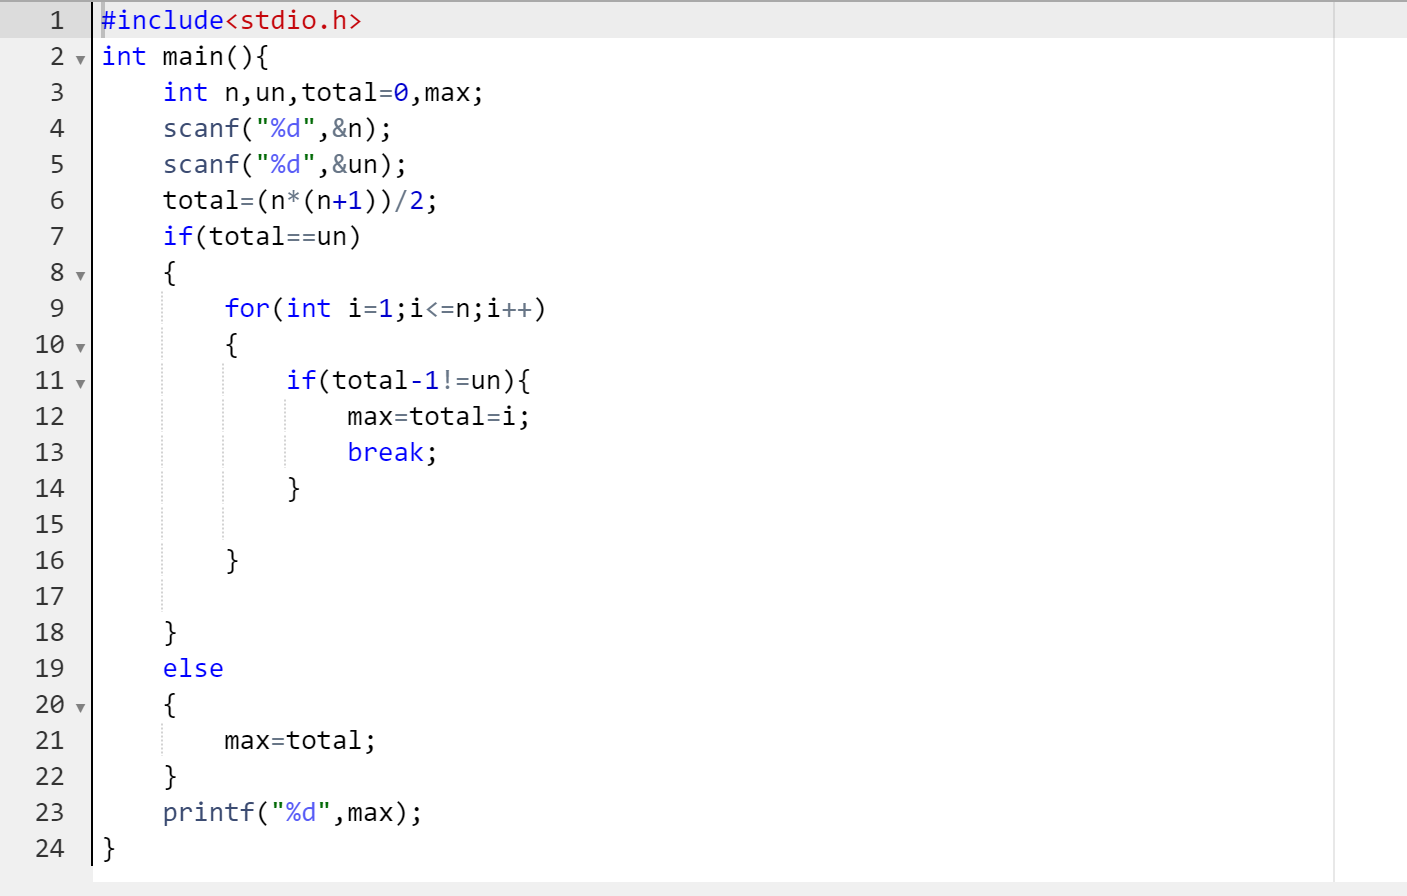 1 #include<stdio.h>
2 int main(){
3     int n,un,total=0,max;
4     scanf("%d",&n);
5     scanf("%d",&un);
6     total=(n*(n+1))/2;
7     if(total==un)
8     {
9         for(int i=1;i<=n;i++)
10         {
11             if(total-1!=un){
12                 max=total=i;
13                 break;
14             }
15
16         }
17
18     }
19     else
20     {
21         max=total;
22     }
23     printf("%d",max);
24 }